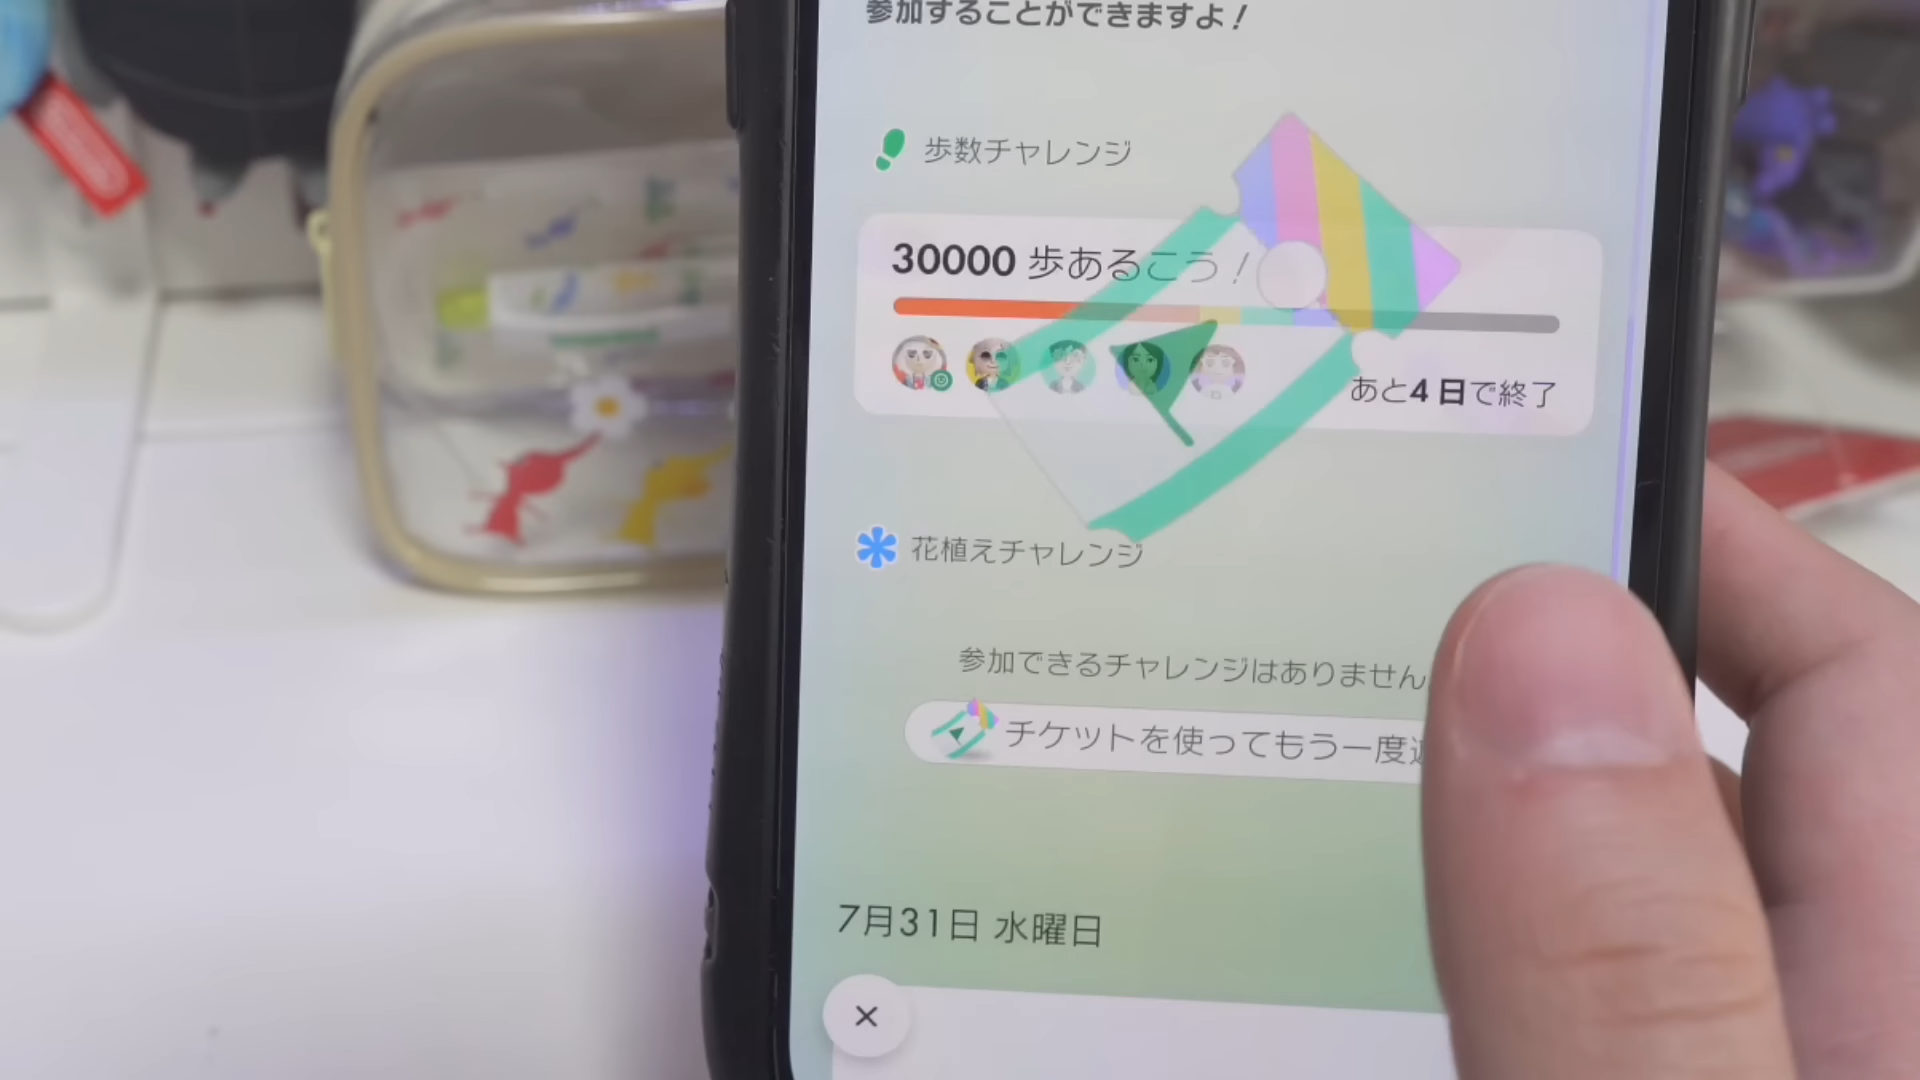 参加することができますよ！
歩数チャレンジ
30000 歩あるこう！
あと4日で終了
花植えチャレンジ
参加できるチャレンジはありません
チケットを使ってもう一度
7月31日 水曜日